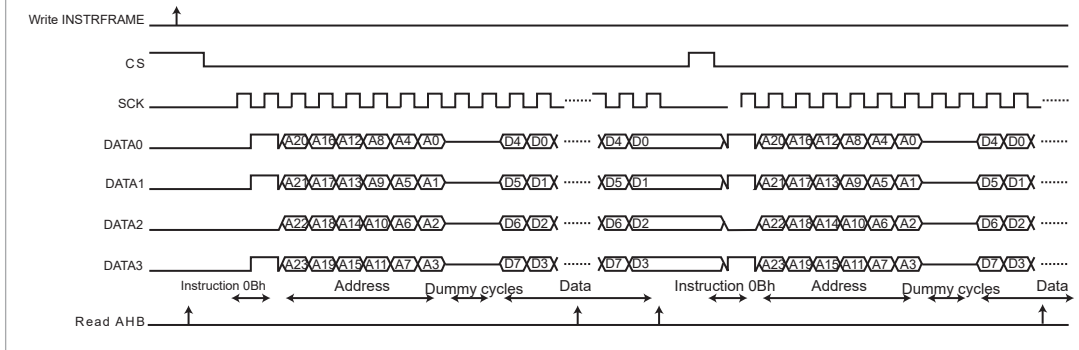 Write INSTRFRAME
CS
SCK
DATA0 A20 A16 A12 A8 A4 A0 D4 D0 D4 D0 A20 A16 A12 A8 A4 A0 D4 D0
DATA1 A21 A17 A13 A9 A5 A1 D5 D1 D5 D1 A21 A17 A13 A9 A5 A1 D5 D1
DATA2 A22 A18 A14 A10 A6 A2 D6 D2 D6 D2 A22 A18 A14 A10 A6 A2 D6 D2
DATA3 A23 A19 A15 A11 A7 A3 D7 D3 D7 D3 A23 A19 A15 A11 A7 A3 D7 D3
Instruction 0Bh Address Dummy cycles Data Instruction 0Bh Address Dummy cycles Data
Read AHB